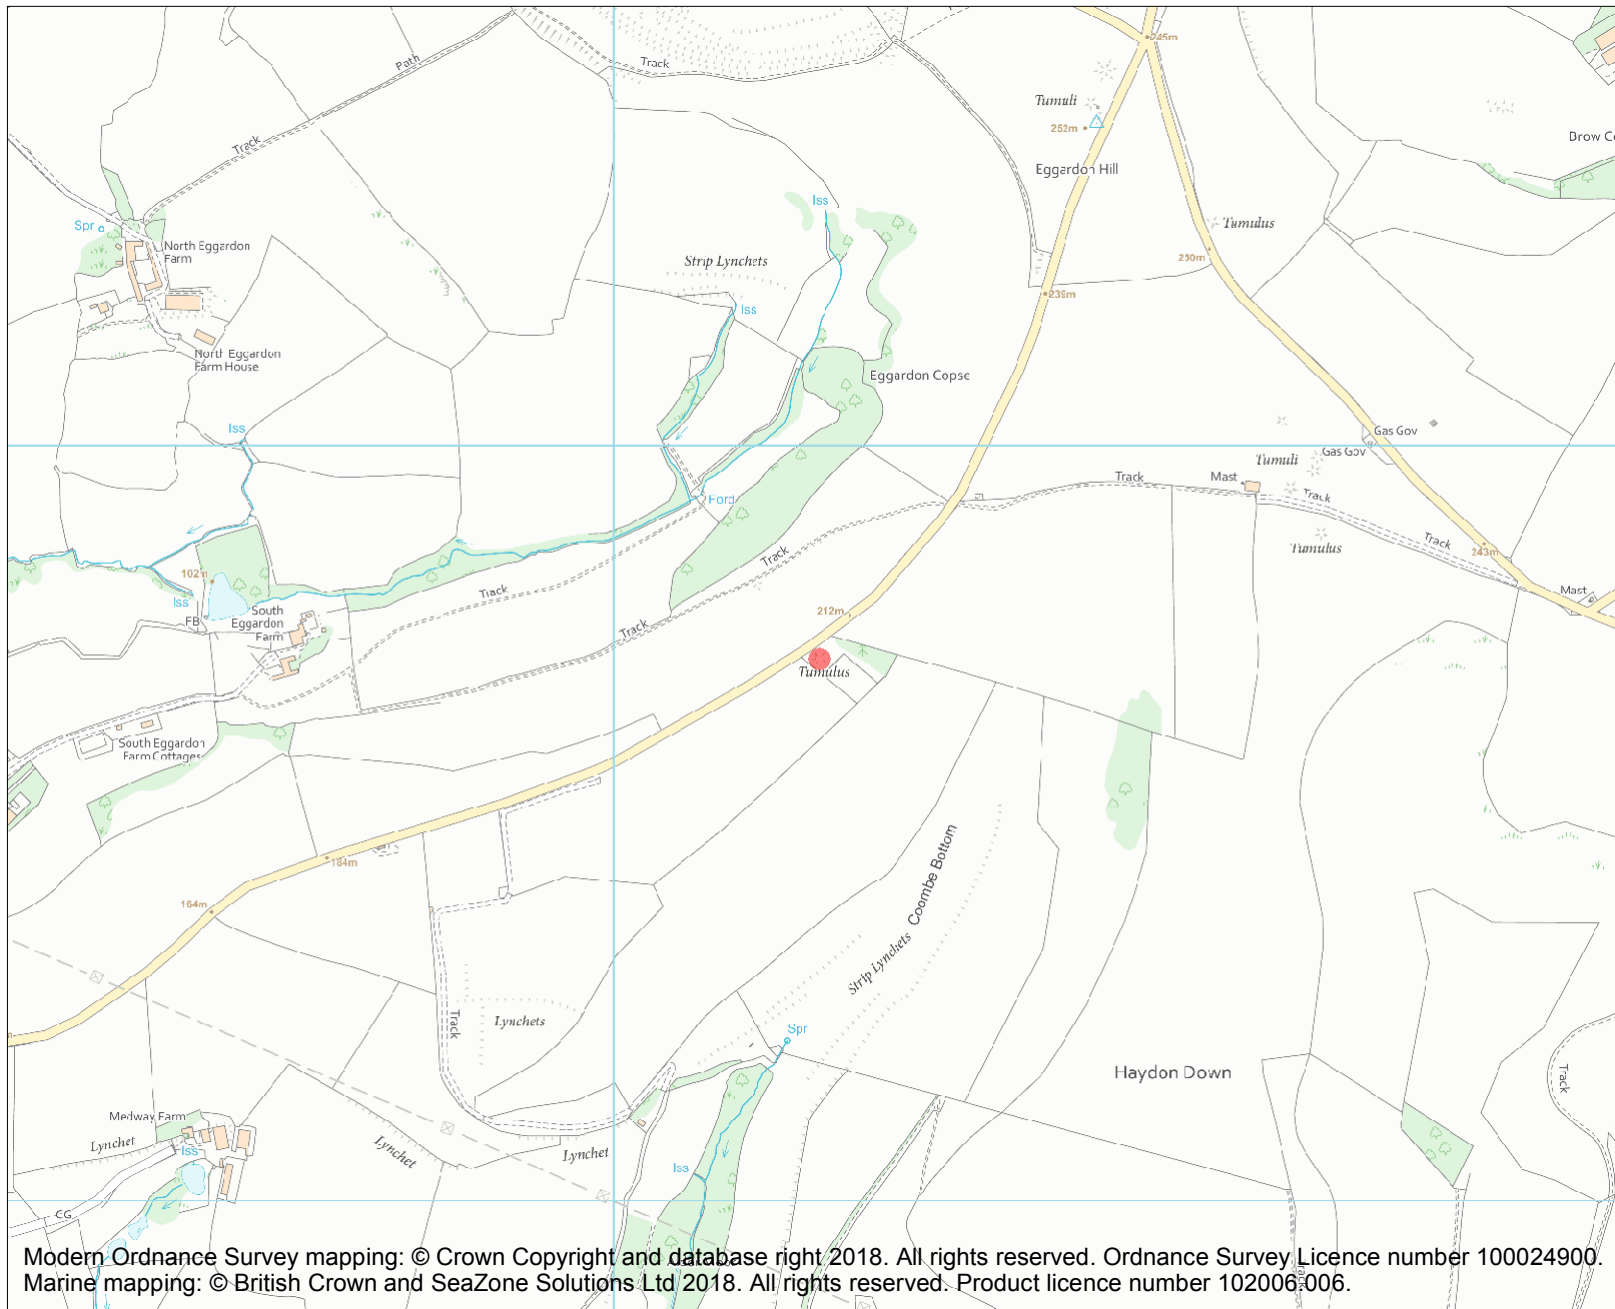 245m
Path
Track
Tumuli
252m
Brow C
Track
Eggardon Hill
Spr
Iss
Tumulus
North Eggardon
Farm
Strip Lynchets
230m
239m
Iss
North Eggardon
Farm House
Eggardon Copse
Iss
Gas Gov
Gas Gov
Tumuli
Track
Mast
Track
Ford
Track
Tumulus
243m
Track
102m
Track
Mast
Iss
South
Eggardon
Farm
FB
212m
Track
Tumulus
South Eggardon
Farm Cottages
184m
Coombe Bottom
164m
Strip Lynchets
Track
Lynchets
Spr
Haydon Down
Track
Medway Farm
Lynchet
Iss
Lynchet
Lynchet
Iss
CG
Modern Ordnance Survey mapping: © Crown Copyright and database right 2018. All rights reserved. Ordnance Survey Licence number 100024900.
Marine mapping: © British Crown and SeaZone Solutions Ltd 2018. All rights reserved. Product licence number 102006.006.